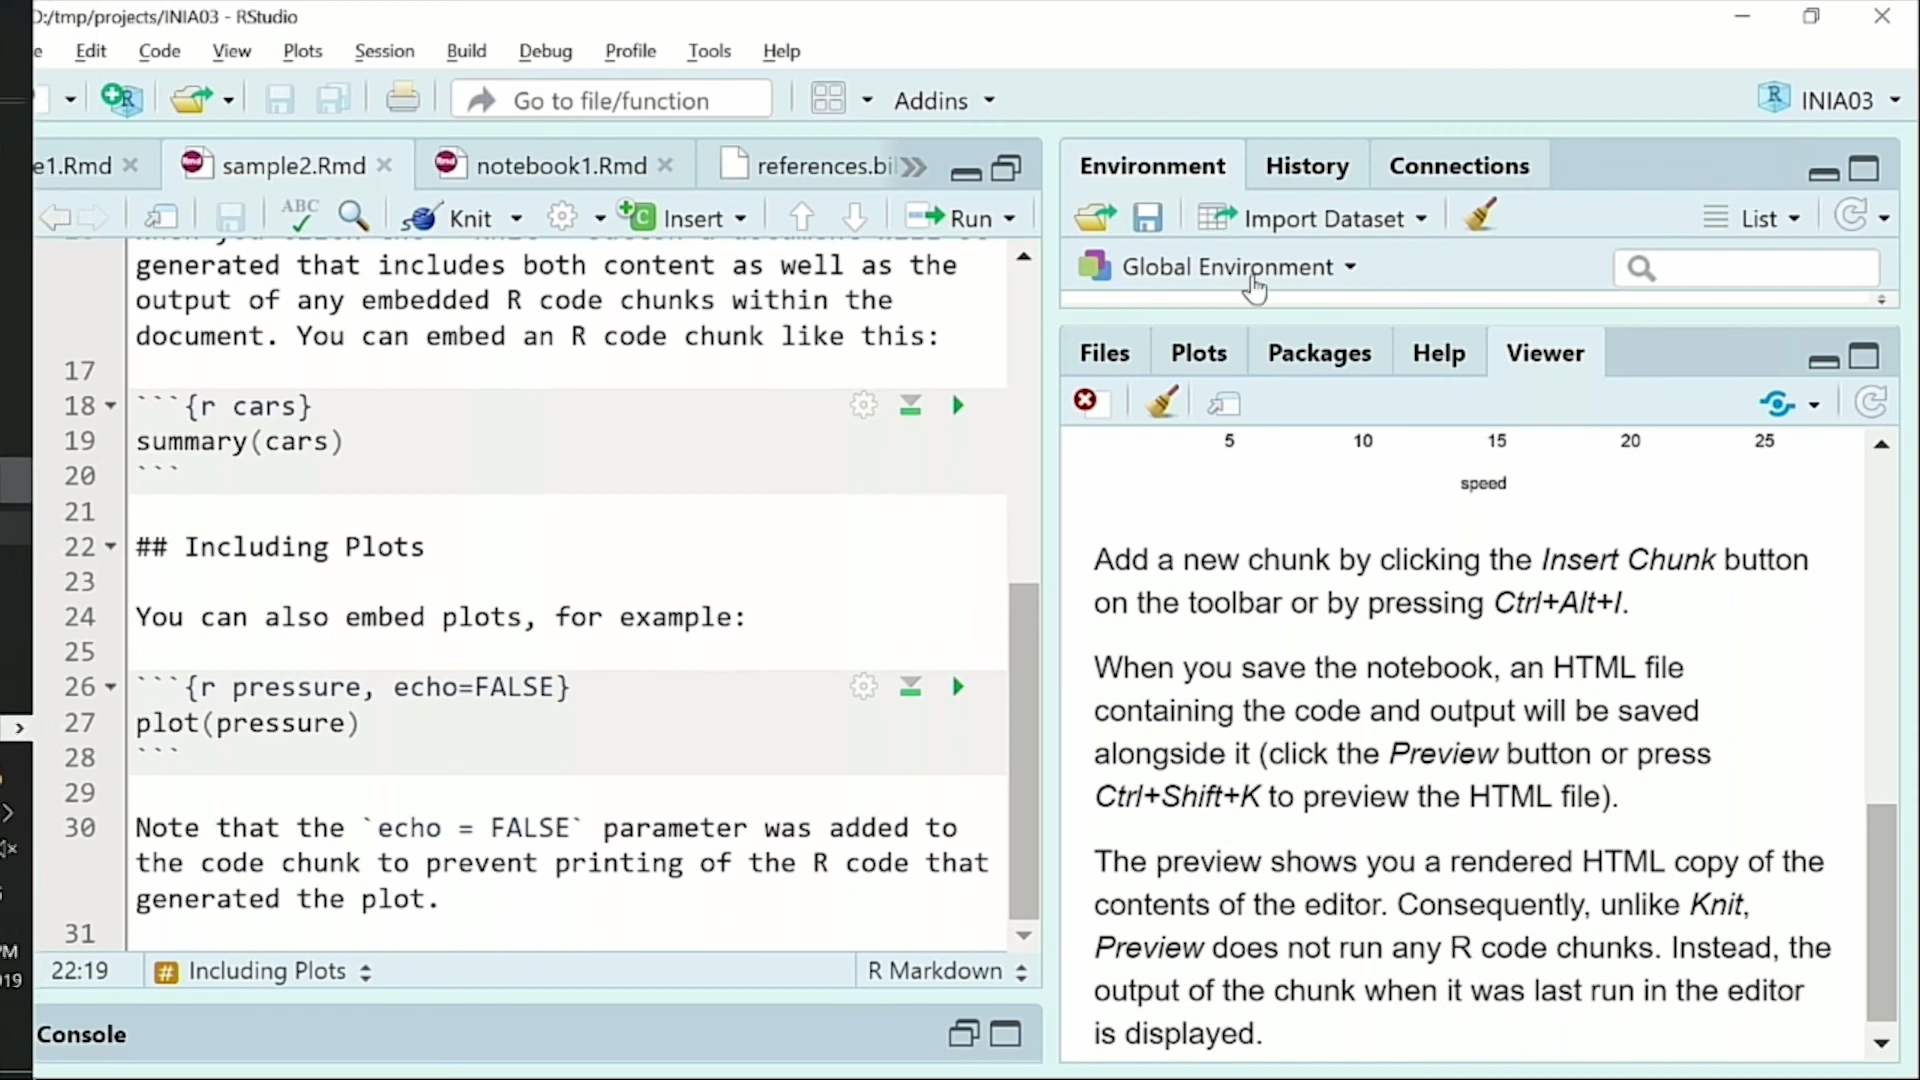 D:/tmp/projects/INIA03 - RStudio
e Edit Code View Plots Session Build Debug Profile Tools Help
Go to file/function Addins INIA03
e1.Rmd sample2.Rmd notebook1.Rmd references.bi
ABC Knit Insert Run
generated that includes both content as well as the
output of any embedded R code chunks within the
document. You can embed an R code chunk like this:
17
18 ```{r cars}
19 summary(cars)
20 ```
21
22 ## Including Plots
23
24 You can also embed plots, for example:
25
26 ```{r pressure, echo=FALSE}
27 plot(pressure)
28 ```
29
30 Note that the `echo = FALSE` parameter was added to
the code chunk to prevent printing of the R code that
generated the plot.
31
22:19 # Including Plots R Markdown
Console
PM
019
Environment History Connections
Import Dataset List
Global Environment
Files Plots Packages Help Viewer
5 10 15 20 25
speed
Add a new chunk by clicking the Insert Chunk button
on the toolbar or by pressing Ctrl+Alt+I.
When you save the notebook, an HTML file
containing the code and output will be saved
alongside it (click the Preview button or press
Ctrl+Shift+K to preview the HTML file).
The preview shows you a rendered HTML copy of the
contents of the editor. Consequently, unlike Knit,
Preview does not run any R code chunks. Instead, the
output of the chunk when it was last run in the editor
is displayed.